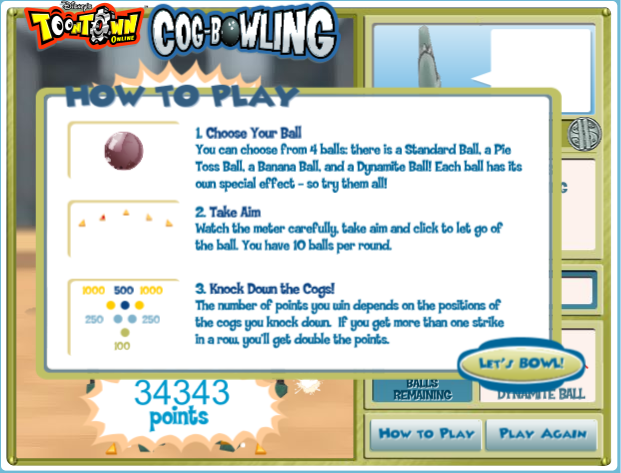 Disney's
TOONTOWN
ONLINE
COG-BOWLING
HOW TO PLAY
1. Choose Your Ball
You can choose from 4 balls: there is a Standard Ball, a Pie
Toss Ball, a Banana Ball, and a Dynamite Ball! Each ball has its
own special effect - so try them all!
2. Take Aim
Watch the meter carefully, take aim and click to let go of
the ball. You have 10 balls per round.
1000 500 1000
250 250
100
3. Knock Down the Cogs!
The number of points you win depends on the positions of
the cogs you knock down. If you get more than one strike
in a row, you'll get double the points.
LET'S BOWL!
34343
points
BALLS
REMAINING
DYNAMITE BALL
HOW TO PLAY
PLAY AGAIN